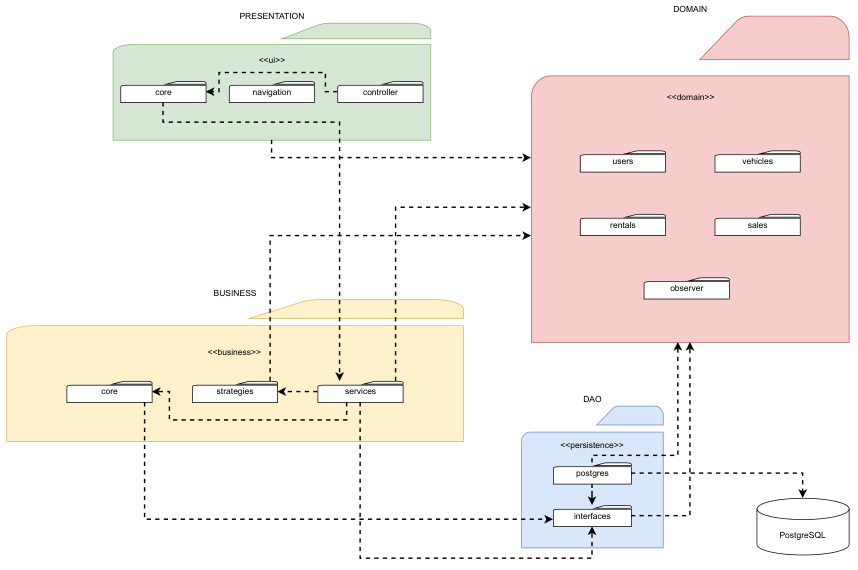 PRESENTATION
DOMAIN
<<ui>>
core
navigation
controller
<<domain>>
users
vehicles
rentals
sales
observer
BUSINESS
<<business>>
core
strategies
services
DAO
<<persistence>>
postgres
interfaces
PostgreSQL